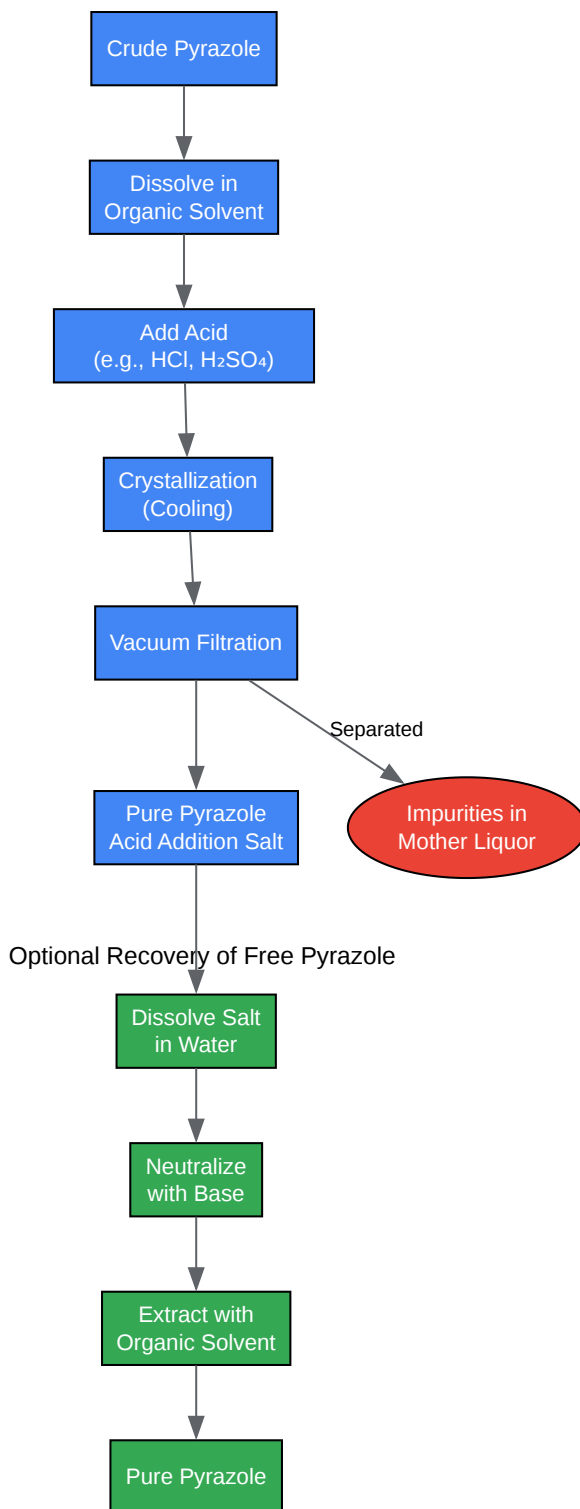 Crude Pyrazole
Dissolve in
Organic Solvent
Add Acid
(e.g., HCl, H₂SO₄)
Crystallization
(Cooling)
Vacuum Filtration
Separated
Pure Pyrazole
Acid Addition Salt
Impurities in
Mother Liquor
Optional Recovery of Free Pyrazole
Dissolve Salt
in Water
Neutralize
with Base
Extract with
Organic Solvent
Pure Pyrazole